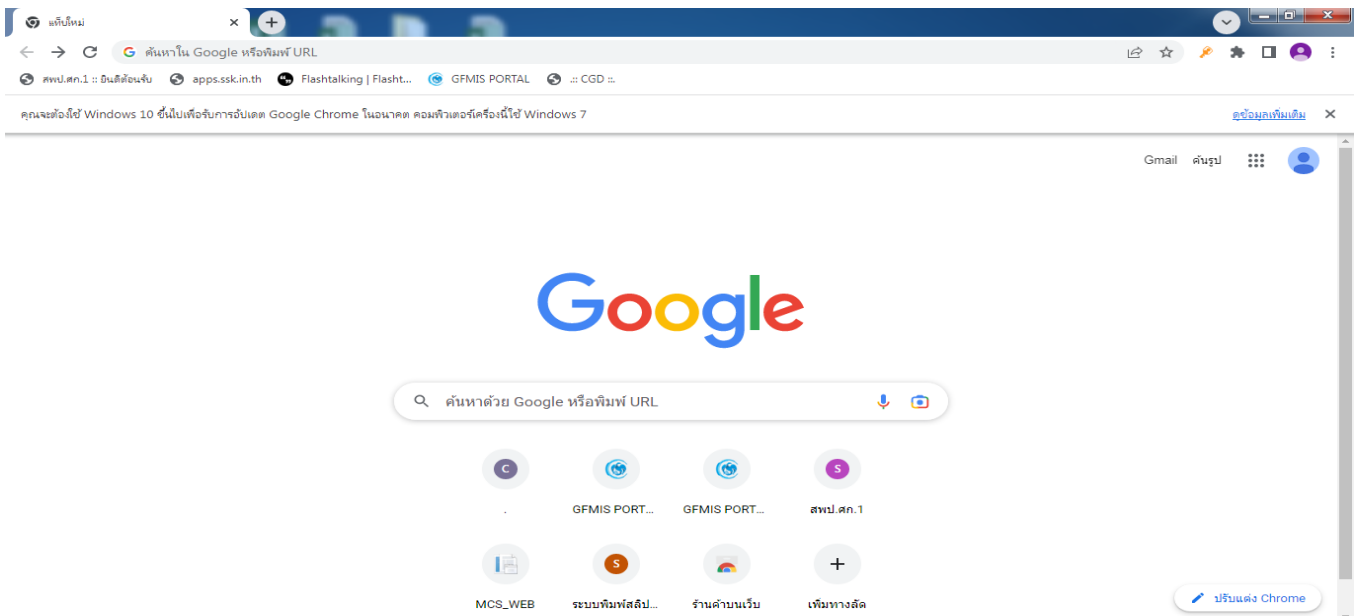 แท็บใหม่
ค้นหาใน Google หรือพิมพ์ URL
สพป.ศก.1 :: ยินดีต้อนรับ apps.ssk.in.th Flashtalking | Flasht... GFMIS PORTAL .:: CGD ::.
คุณจะต้องใช้ Windows 10 ขึ้นไปเพื่อรับการอัปเดต Google Chrome ในอนาคต คอมพิวเตอร์เครื่องนี้ใช้ Windows 7 ดูข้อมูลเพิ่มเติม
Gmail ค้นรูป
Google
ค้นหาด้วย Google หรือพิมพ์ URL
C S
. GFMIS PORT... GFMIS PORT... สพป.ศก.1
S
MCS_WEB ระบบพิมพ์สลิป... ร้านค้าบนเว็บ เพิ่มทางลัด
ปรับแต่ง Chrome